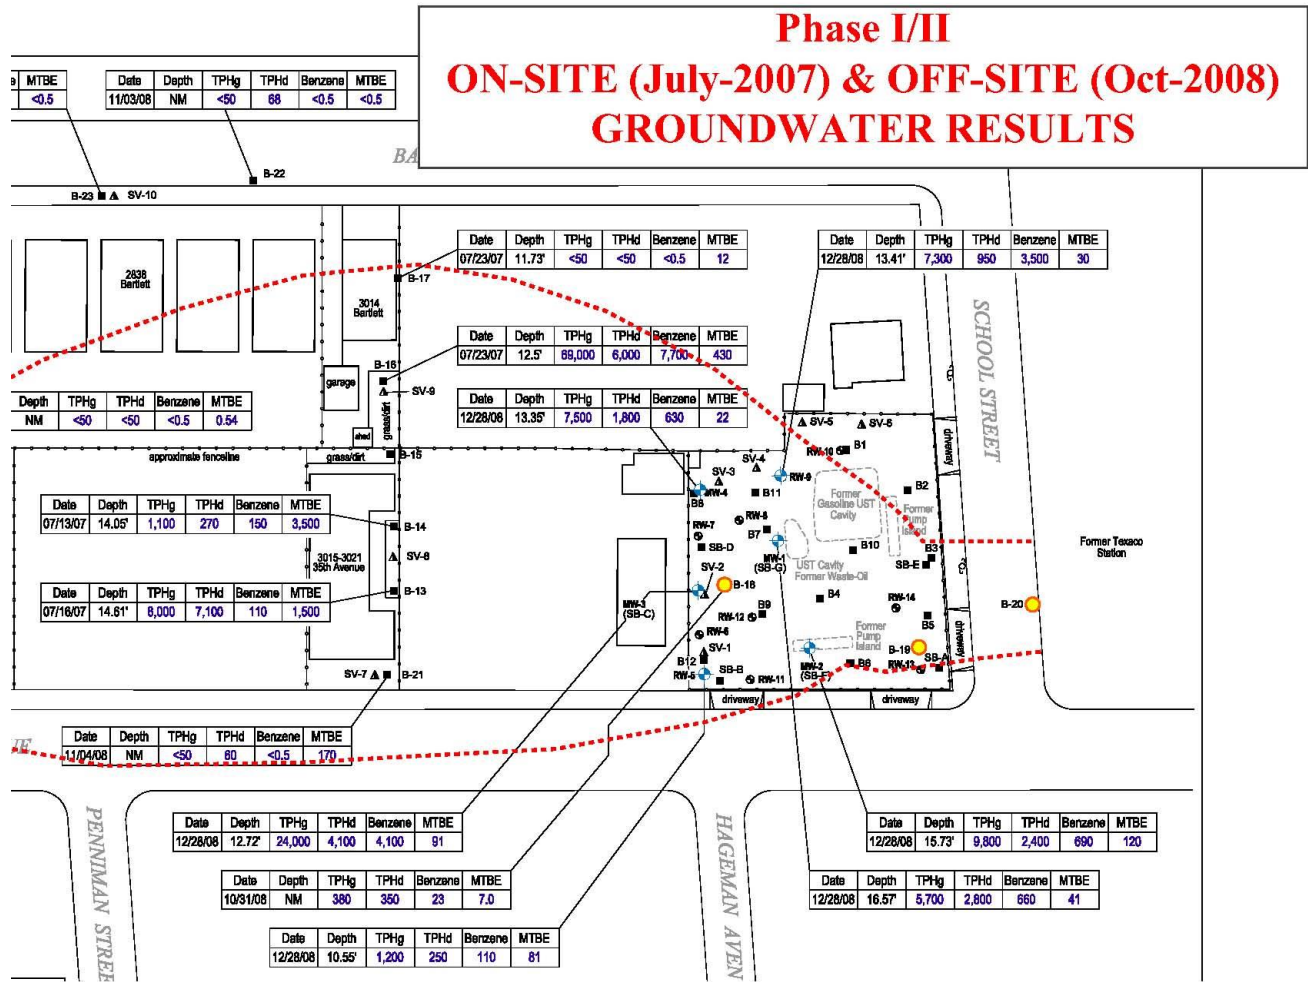 Phase I/II
ON-SITE (July-2007) & OFF-SITE (Oct-2008)
GROUNDWATER RESULTS
MTBE
<0.5
Date Depth TPHg TPHd Benzene MTBE
11/03/08 NM <50 68 <0.5 <0.5
BA
B-22
B-23 SV-10
Date Depth TPHg TPHd Benzene MTBE
07/23/07 11.73' <50 <50 <0.5 12
Date Depth TPHg TPHd Benzene MTBE
12/28/08 13.41' 7,300 950 3,500 30
2838
Bartlett
B-17
3014
Bartlett
SCHOOL STREET
Date Depth TPHg TPHd Benzene MTBE
07/23/07 12.5' 69,000 6,000 7,700 430
B-16
garage
SV-9
grass/dirt
Date Depth TPHg TPHd Benzene MTBE
12/28/08 13.35' 7,500 1,800 630 22
Depth TPHg TPHd Benzene MTBE
NM <50 <50 <0.5 0.54
shed
SV-5 SV-6
driveway
approximate fenceline
grass/dirt
B-15
RW-10 B1
SV-3 SV-4
RW-9
MW-4
B8
B11
B2
Former
Gasoline UST
Cavity
Former
Pump
Island
Date Depth TPHg TPHd Benzene MTBE
07/13/07 14.05' 1,100 270 150 3,500
B-14
RW-7
RW-8
B7
SB-D
MW-1
(SB-G)
UST Cavity
Former Waste-Oil
B10
B3
SB-E
Former Texaco
Station
3015-3021
35th Avenue
SV-8
SV-2
B-18
Date Depth TPHg TPHd Benzene MTBE
07/16/07 14.61' 8,000 7,100 110 1,500
B-13
MW-3
(SB-C)
B4
RW-12 B9
RW-14
B5
B-20
RW-6
SV-1
B12
RW-5
SB-B
RW-11
Former
Pump
Island
MW-2
(SB-F)
B6
B-19
SB-A
RW-13
driveway
SV-7 B-21
driveway
driveway
Date Depth TPHg TPHd Benzene MTBE
11/04/08 NM <50 60 <0.5 170
UE
PENNIMAN STREE
HAGEMAN AVEN
Date Depth TPHg TPHd Benzene MTBE
12/28/08 12.72' 24,000 4,100 4,100 91
Date Depth TPHg TPHd Benzene MTBE
12/28/08 15.73' 9,800 2,400 690 120
Date Depth TPHg TPHd Benzene MTBE
10/31/08 NM 380 350 23 7.0
Date Depth TPHg TPHd Benzene MTBE
12/28/08 16.57' 5,700 2,800 660 41
Date Depth TPHg TPHd Benzene MTBE
12/28/08 10.55' 1,200 250 110 81